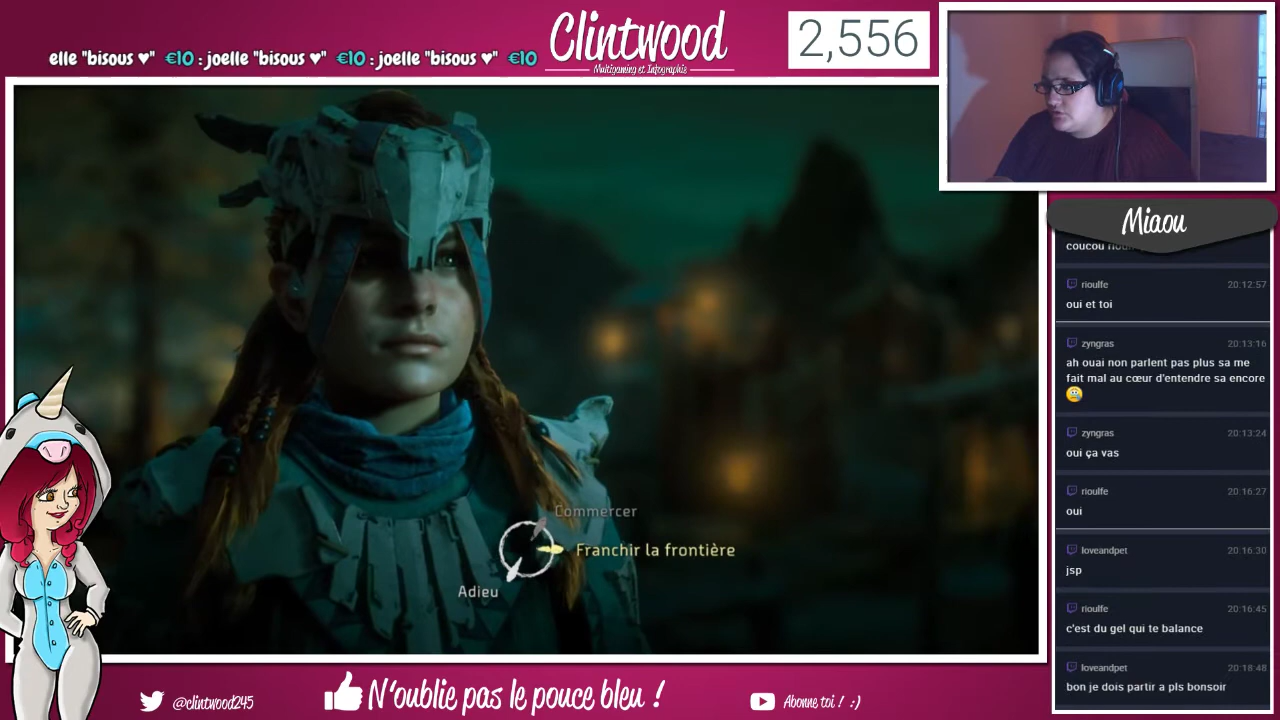 elle "bisous ♥" €10 : joelle "bisous ♥" €10 : joelle "bisous ♥" €10
Clintwood
Multigaming et Infographie
2,556
Miaou
coucou
rioulfe 20:12:57
oui et toi
zyngras 20:13:16
ah ouai non parlent pas plus sa me
fait mal au cœur d'entendre sa encore
zyngras 20:13:24
oui ça vas
rioulfe 20:16:27
oui
loveandpet 20:16:30
jsp
rioulfe 20:16:45
c'est du gel qui te balance
loveandpet 20:18:48
bon je dois partir a pls bonsoir
Commercer
Franchir la frontière
Adieu
@clintwood245
N'oublie pas le pouce bleu !
Abonne toi ! :)